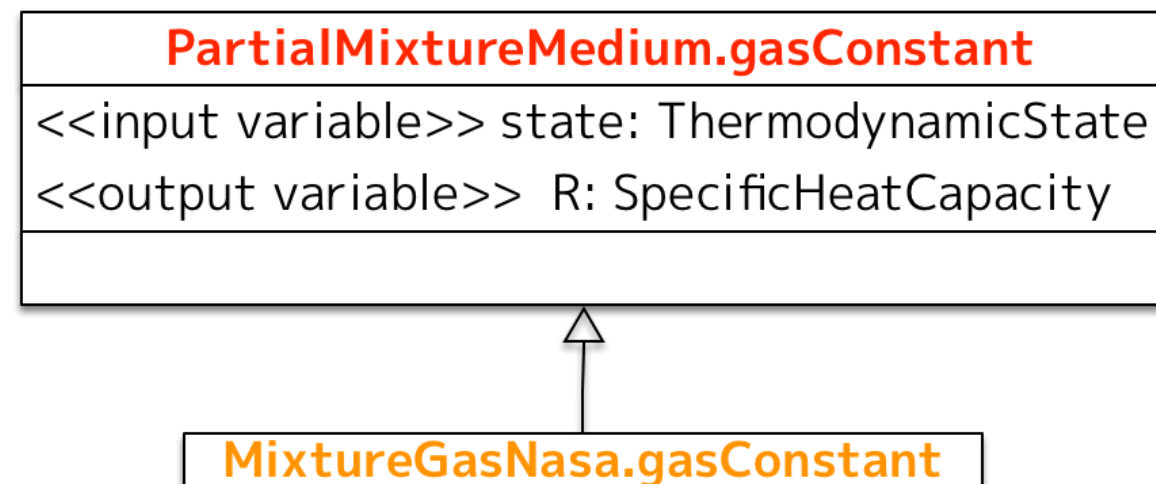 PartialMixtureMedium.gasConstant
<<input variable>> state: ThermodynamicState
<<output variable>> R: SpecificHeatCapacity
MixtureGasNasa.gasConstant